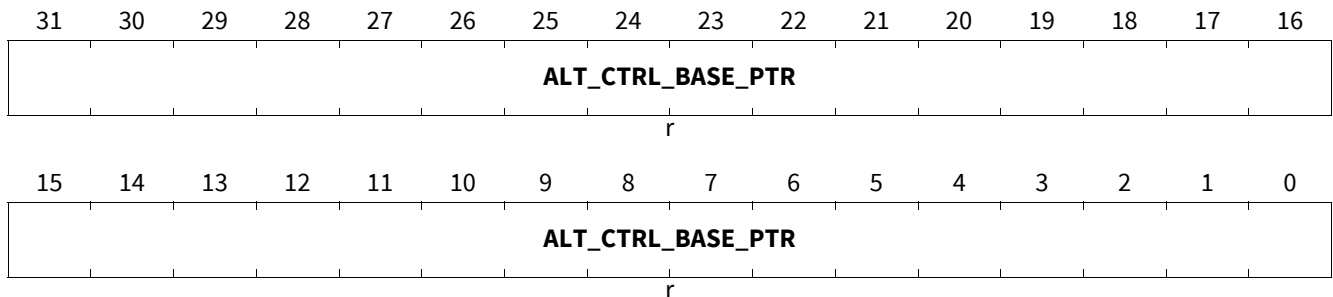 31 30 29 28 27 26 25 24 23 22 21 20 19 18 17 16
ALT_CTRL_BASE_PTR
r
15 14 13 12 11 10 9 8 7 6 5 4 3 2 1 0
ALT_CTRL_BASE_PTR
r